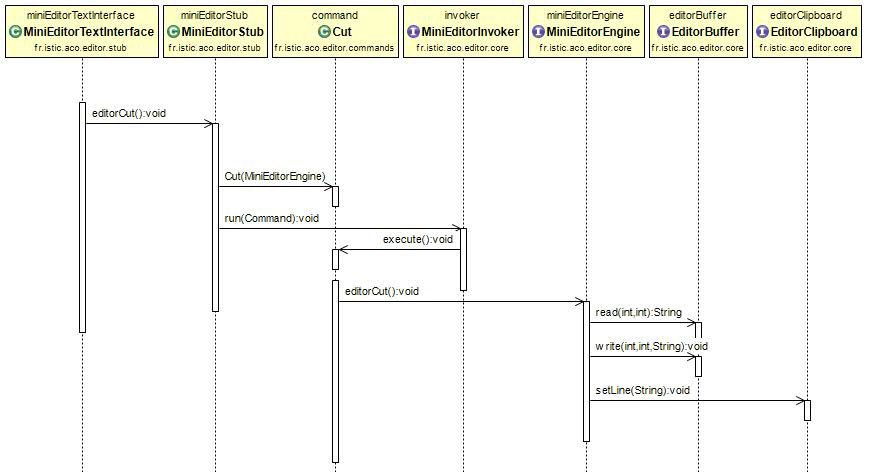 miniEditorTextInterface
C MiniEditorTextInterface
fr.istic.aco.editor.stub
miniEditorStub
C MiniEditorStub
fr.istic.aco.editor.stub
command
C Cut
fr.istic.aco.editor.commands
invoker
I MiniEditorInvoker
fr.istic.aco.editor.core
miniEditorEngine
I MiniEditorEngine
fr.istic.aco.editor.core
editorBuffer
I EditorBuffer
fr.istic.aco.editor.core
editorClipboard
I EditorClipboard
fr.istic.aco.editor.core
editorCut():void
Cut(MiniEditorEngine)
run(Command):void
execute():void
editorCut():void
read(int,int):String
write(int,int,String):void
setLine(String):void